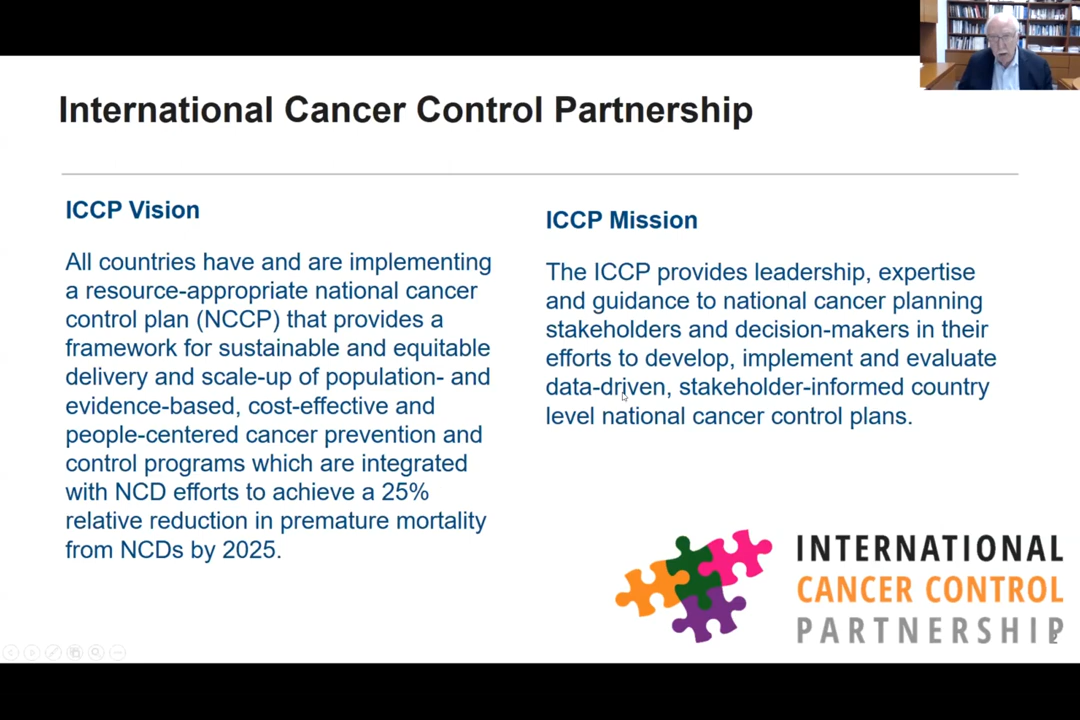 International Cancer Control Partnership
ICCP Vision
All countries have and are implementing
a resource-appropriate national cancer
control plan (NCCP) that provides a
framework for sustainable and equitable
delivery and scale-up of population- and
evidence-based, cost-effective and
people-centered cancer prevention and
control programs which are integrated
with NCD efforts to achieve a 25%
relative reduction in premature mortality
from NCDs by 2025.
ICCP Mission
The ICCP provides leadership, expertise
and guidance to national cancer planning
stakeholders and decision-makers in their
efforts to develop, implement and evaluate
data-driven, stakeholder-informed country
level national cancer control plans.
INTERNATIONAL
CANCER CONTROL
PARTNERSHIP
2